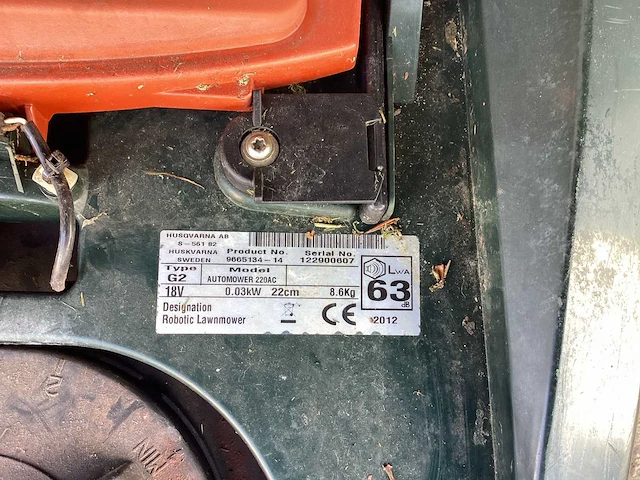 HUSQVARNA AB
S-561 82
HUSKVARNA
SWEDEN
Product No.
9665134-14
Serial No.
122900607
Type
G2
Model
AUTOMOWER 220AC
18V 0.03kW 22cm 8.6Kg
LWA
63
dB
Designation
Robotic Lawnmower
CE
2012
MIN